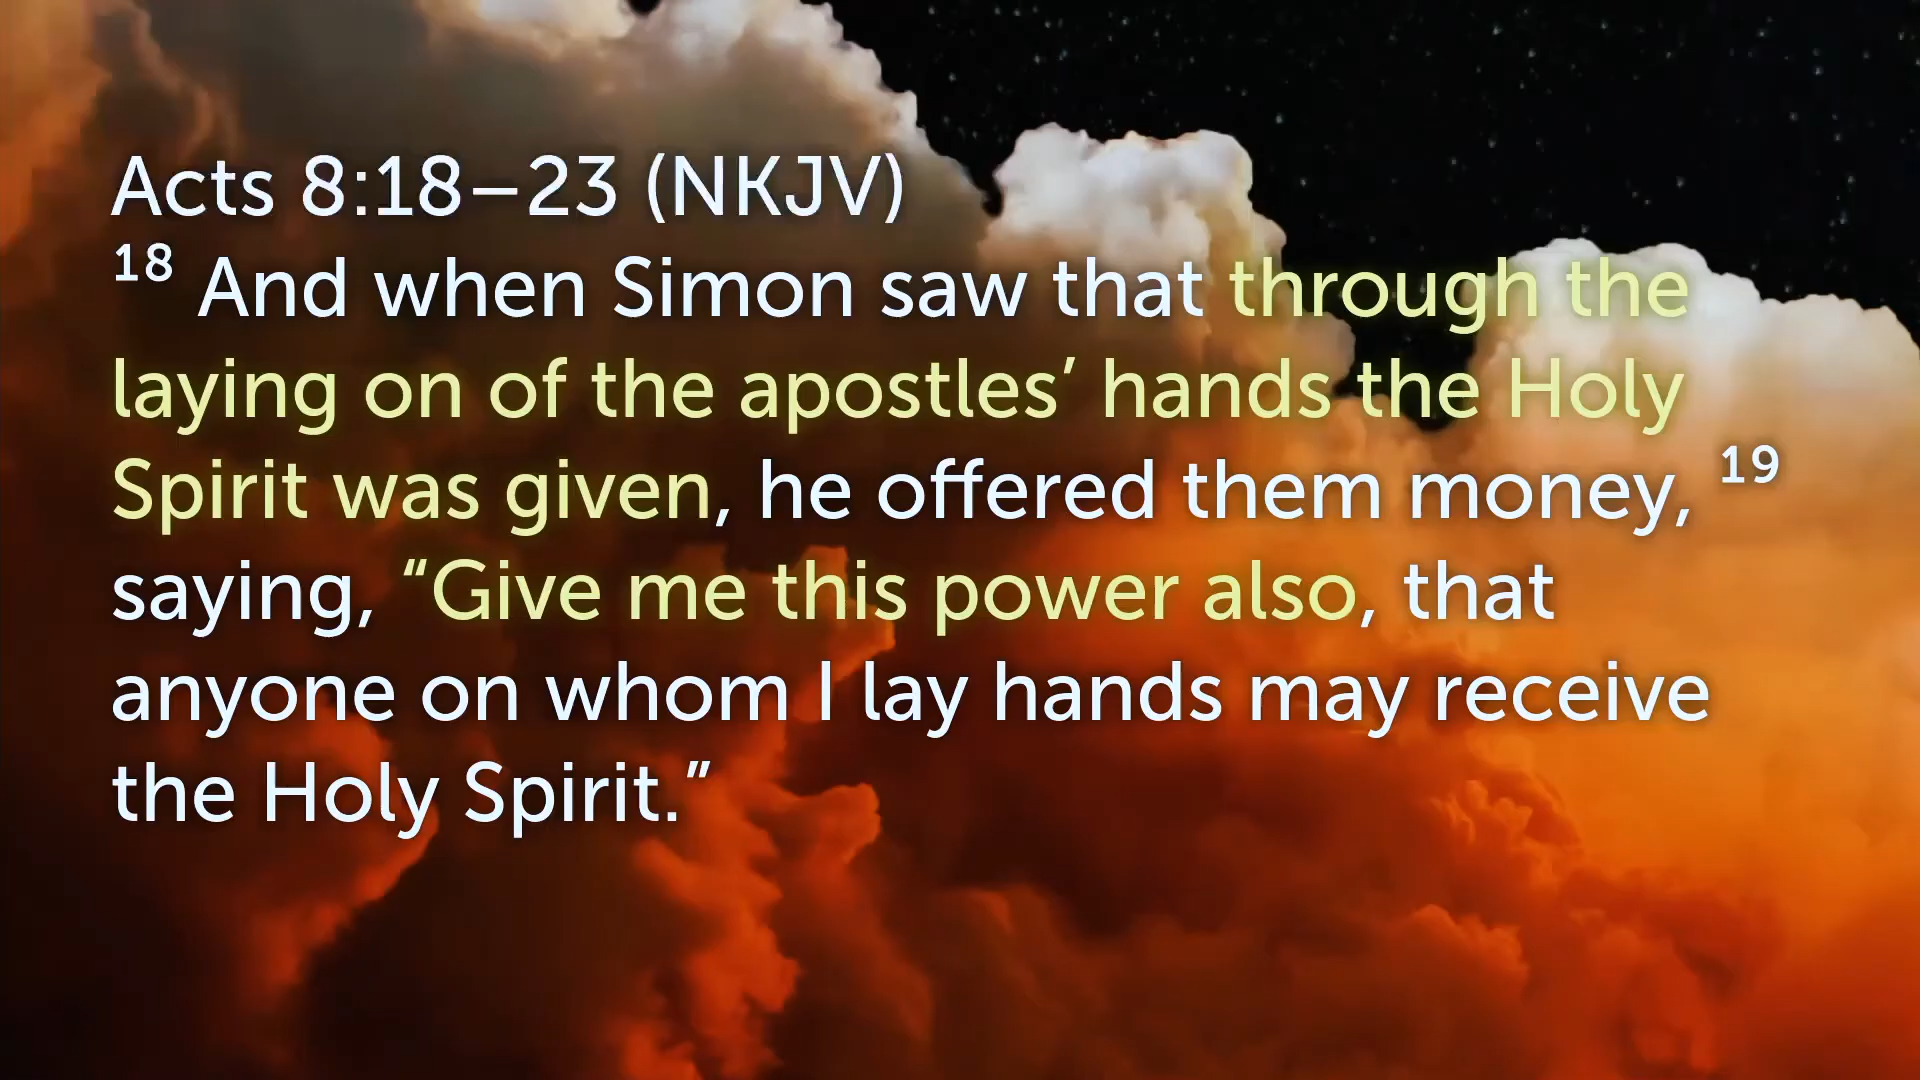 Acts 8:18–23 (NKJV)
18 And when Simon saw that through the
laying on of the apostles’ hands the Holy
Spirit was given, he offered them money, 19
saying, “Give me this power also, that
anyone on whom I lay hands may receive
the Holy Spirit.”